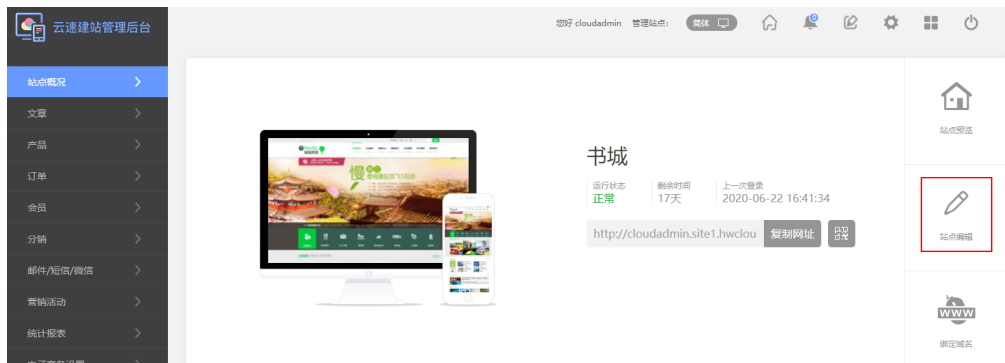 云速建站管理后台
您好 cloudadmin 管理站点： 简体
站点概况
文章
产品
订单
会员
分销
邮件/短信/微信
营销活动
统计报表
书城
运行状态 剩余时间 上一次登录
正常 17天 2020-06-22 16:41:34
http://cloudadmin.site1.hwclou 复制网址
站点预览
站点编辑
WWW
绑定域名